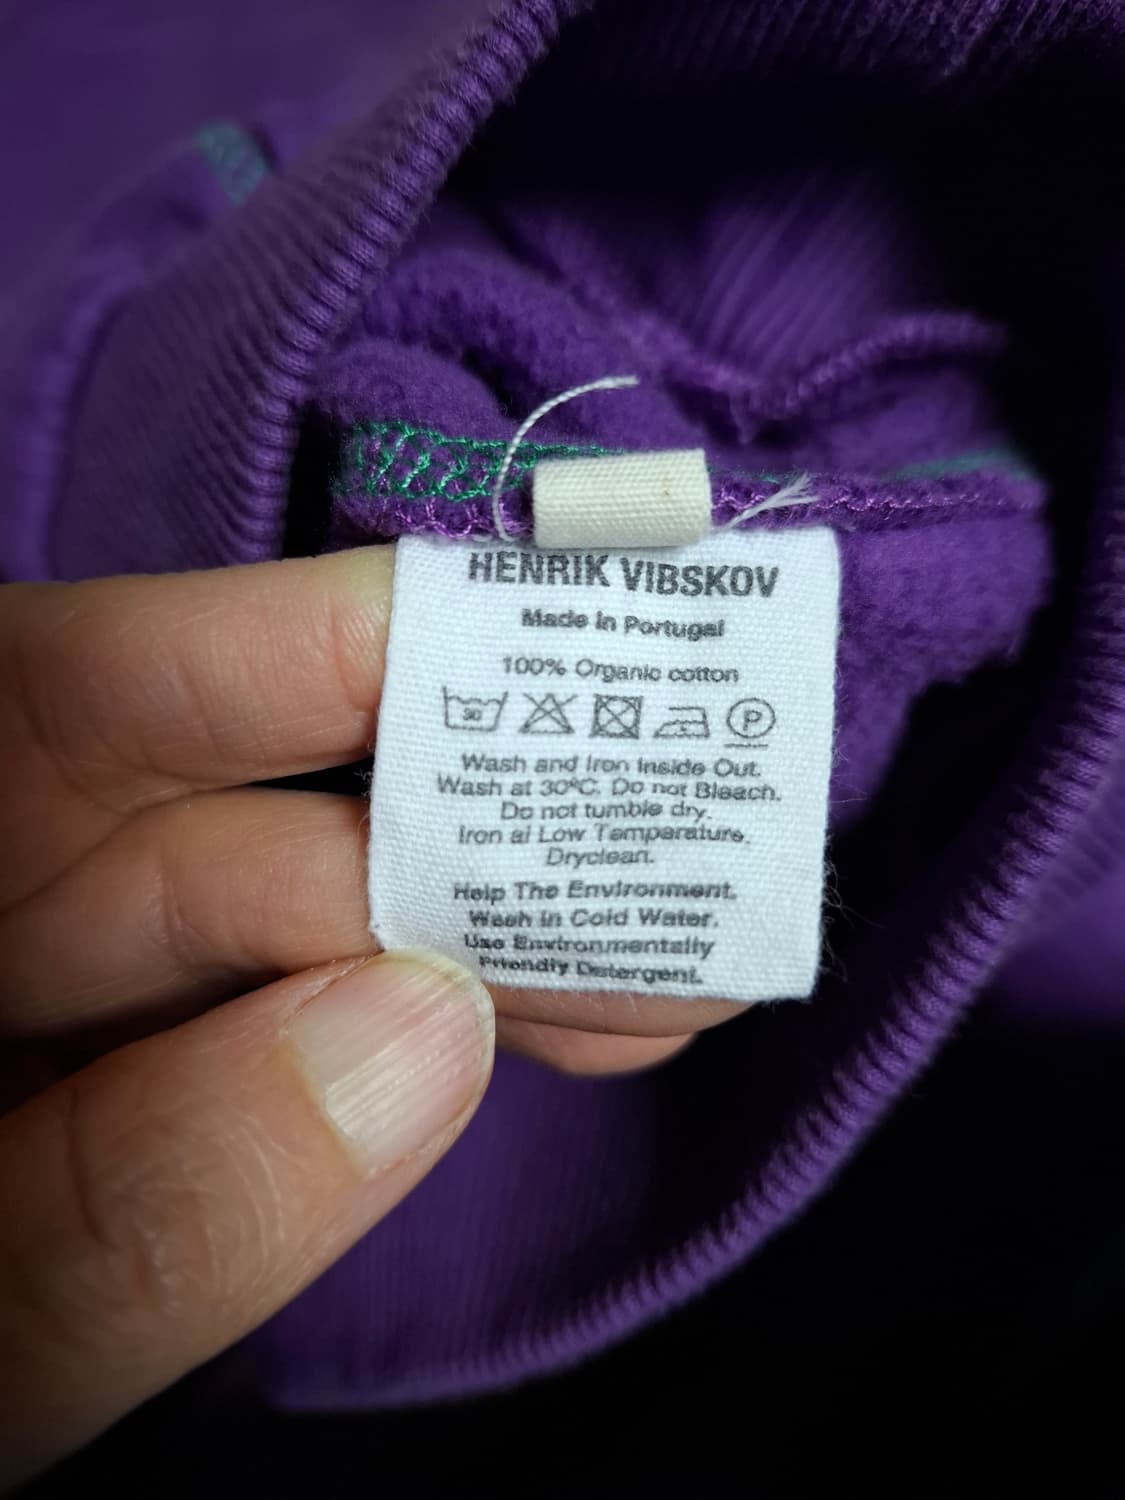 HENRIK VIBSKOV
Made in Portugal
100% Organic cotton
30 P
Wash and Iron Inside Out.
Wash at 30ºC. Do not Bleach.
Do not tumble dry.
Iron at Low Temperature.
Dryclean.
Help The Environment.
Wash in Cold Water.
Use Environmentally
Friendly Detergent.